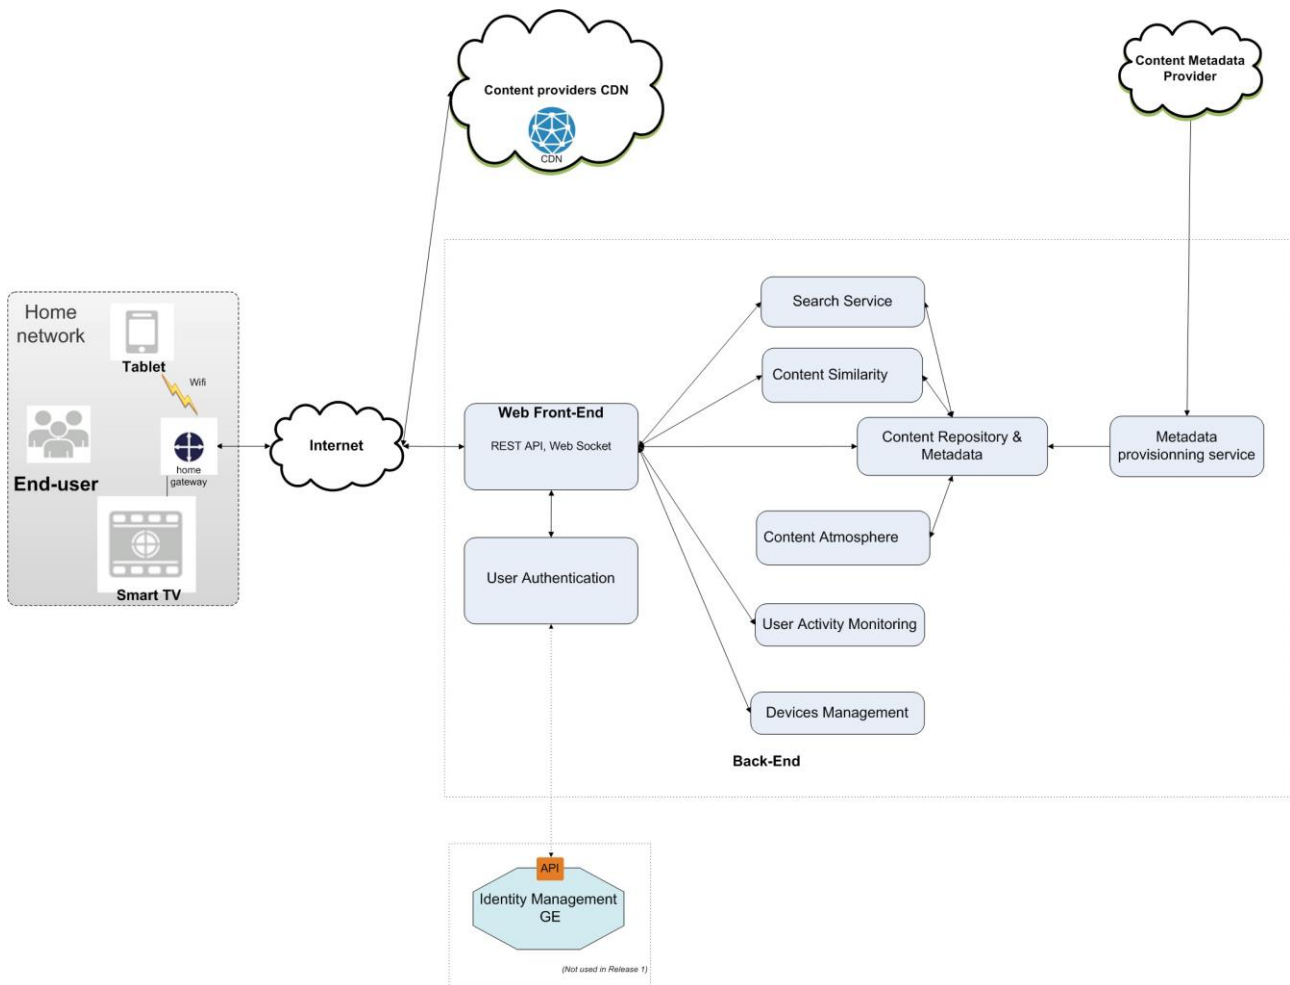 Content providers CDN
CDN
Content Metadata
Provider
Home
network
Tablet
Wifi
End-user
home
gateway
Smart TV
Internet
Web Front-End
REST API, Web Socket
User Authentication
Search Service
Content Similarity
Content Repository &
Metadata
Metadata
provisionning service
Content Atmosphere
User Activity Monitoring
Devices Management
Back-End
API
Identity Management
GE
(Not used in Release 1)